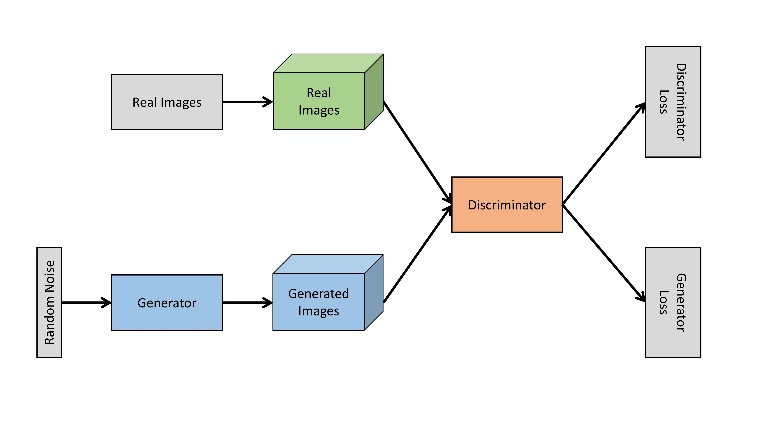 Real Images
Real
Images
Discriminator
Loss
Discriminator
Random Noise
Generator
Generated
Images
Generator
Loss